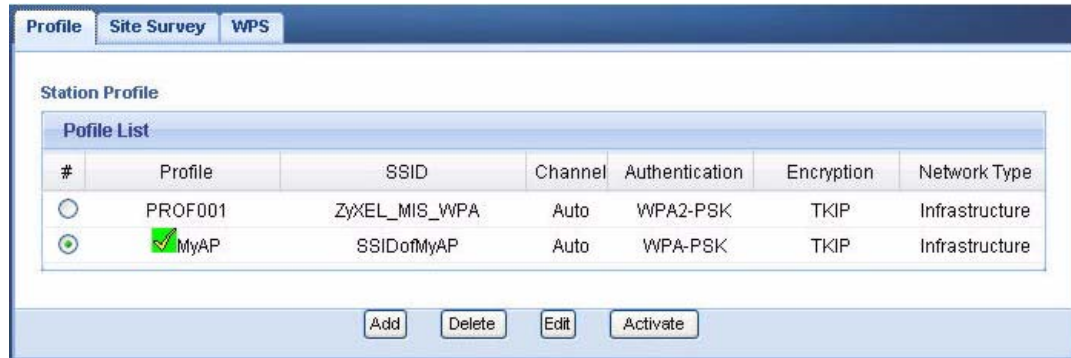 Profile Site Survey WPS
Station Profile
Pofile List
# Profile SSID Channel Authentication Encryption Network Type
PROF001 ZyXEL_MIS_WPA Auto WPA2-PSK TKIP Infrastructure
MyAP SSIDofMyAP Auto WPA-PSK TKIP Infrastructure
Add Delete Edit Activate